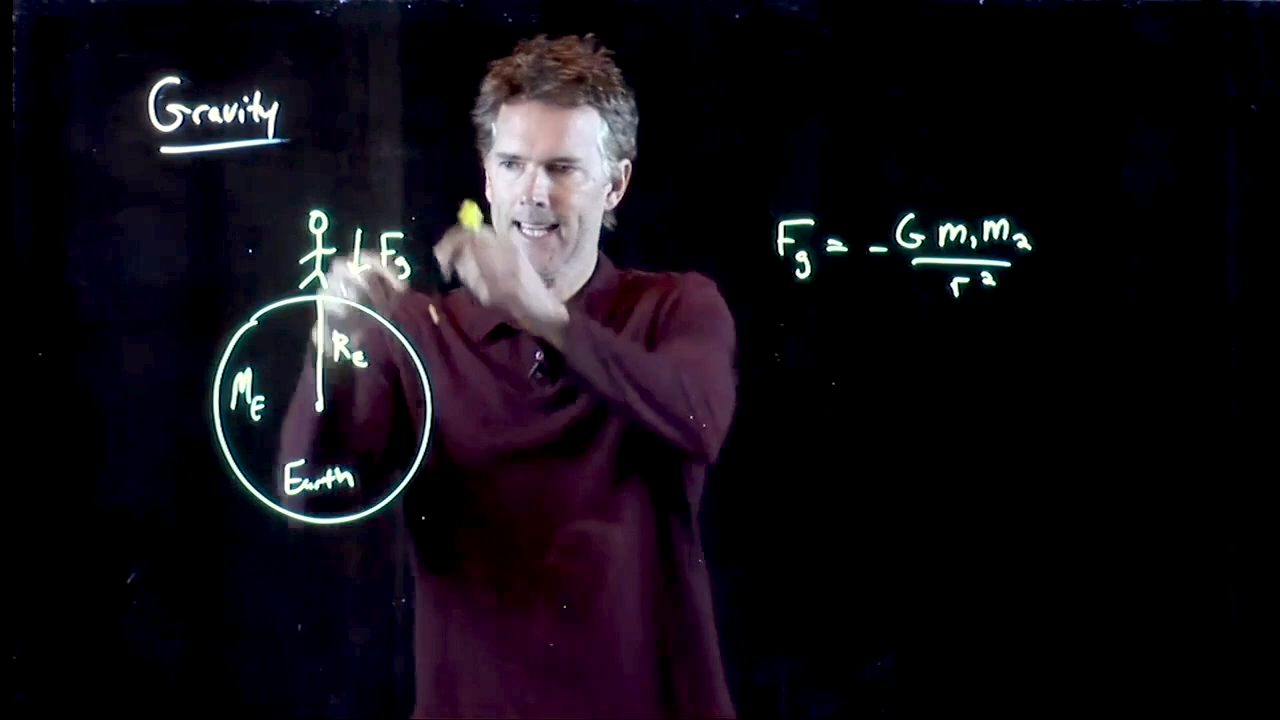 Gravity
F_g = - G m_1 m_2 / r^2
F_g
R_E
M_E
Earth